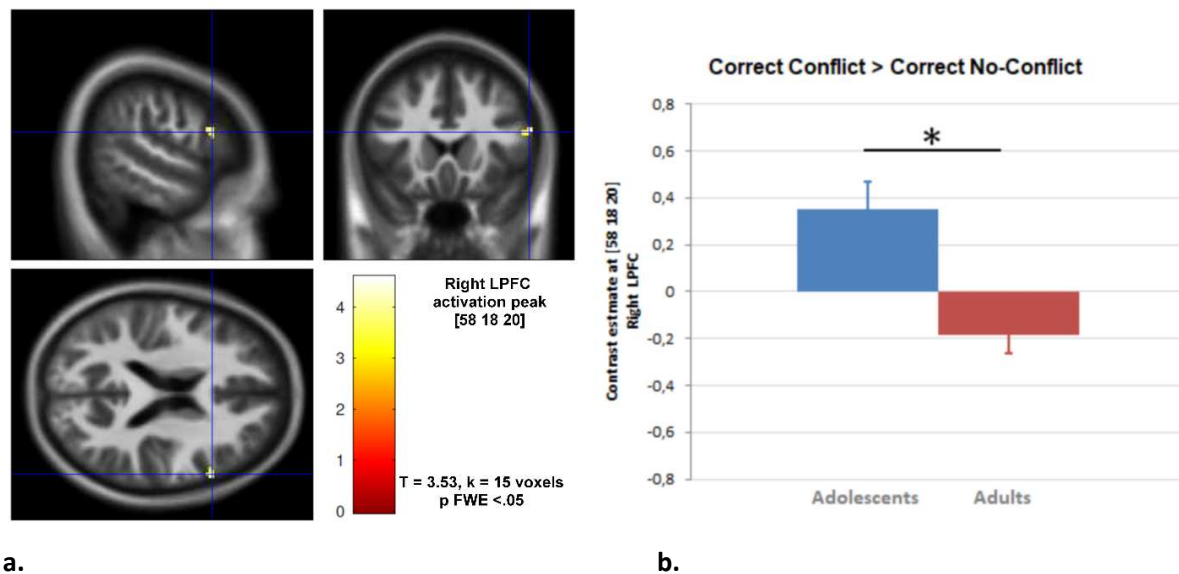 Right LPFC
activation peak
[58 18 20]
4
3
2
1
0
T = 3.53, k = 15 voxels
p FWE <.05
a.
Correct Conflict > Correct No-Conflict
Contrast estmate at [58 18 20]
Right LPFC
0,8
0,6
0,4
0,2
0
-0,2
-0,4
-0,6
-0,8
*
Adolescents
Adults
b.